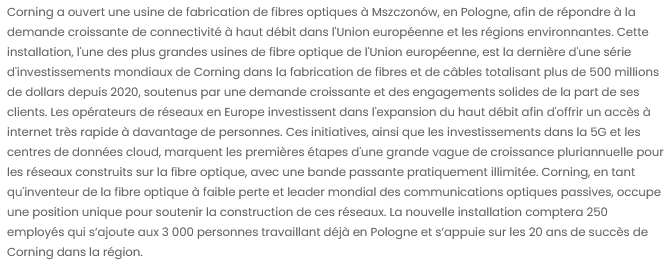 Corning a ouvert une usine de fabrication de fibres optiques à Mszczonów, en Pologne, afin de répondre à la
demande croissante de connectivité à haut débit dans l'Union européenne et les régions environnantes. Cette
installation, l'une des plus grandes usines de fibre optique de l'Union européenne, est la dernière d'une série
d'investissements mondiaux de Corning dans la fabrication de fibres et de câbles totalisant plus de 500 millions
de dollars depuis 2020, soutenus par une demande croissante et des engagements solides de la part de ses
clients. Les opérateurs de réseaux en Europe investissent dans l'expansion du haut débit afin d'offrir un accès à
internet très rapide à davantage de personnes. Ces initiatives, ainsi que les investissements dans la 5G et les
centres de données cloud, marquent les premières étapes d'une grande vague de croissance pluriannuelle pour
les réseaux construits sur la fibre optique, avec une bande passante pratiquement illimitée. Corning, en tant
qu'inventeur de la fibre optique à faible perte et leader mondial des communications optiques passives, occupe
une position unique pour soutenir la construction de ces réseaux. La nouvelle installation comptera 250
employés qui s’ajoute aux 3 000 personnes travaillant déjà en Pologne et s’appuie sur les 20 ans de succès de
Corning dans la région.